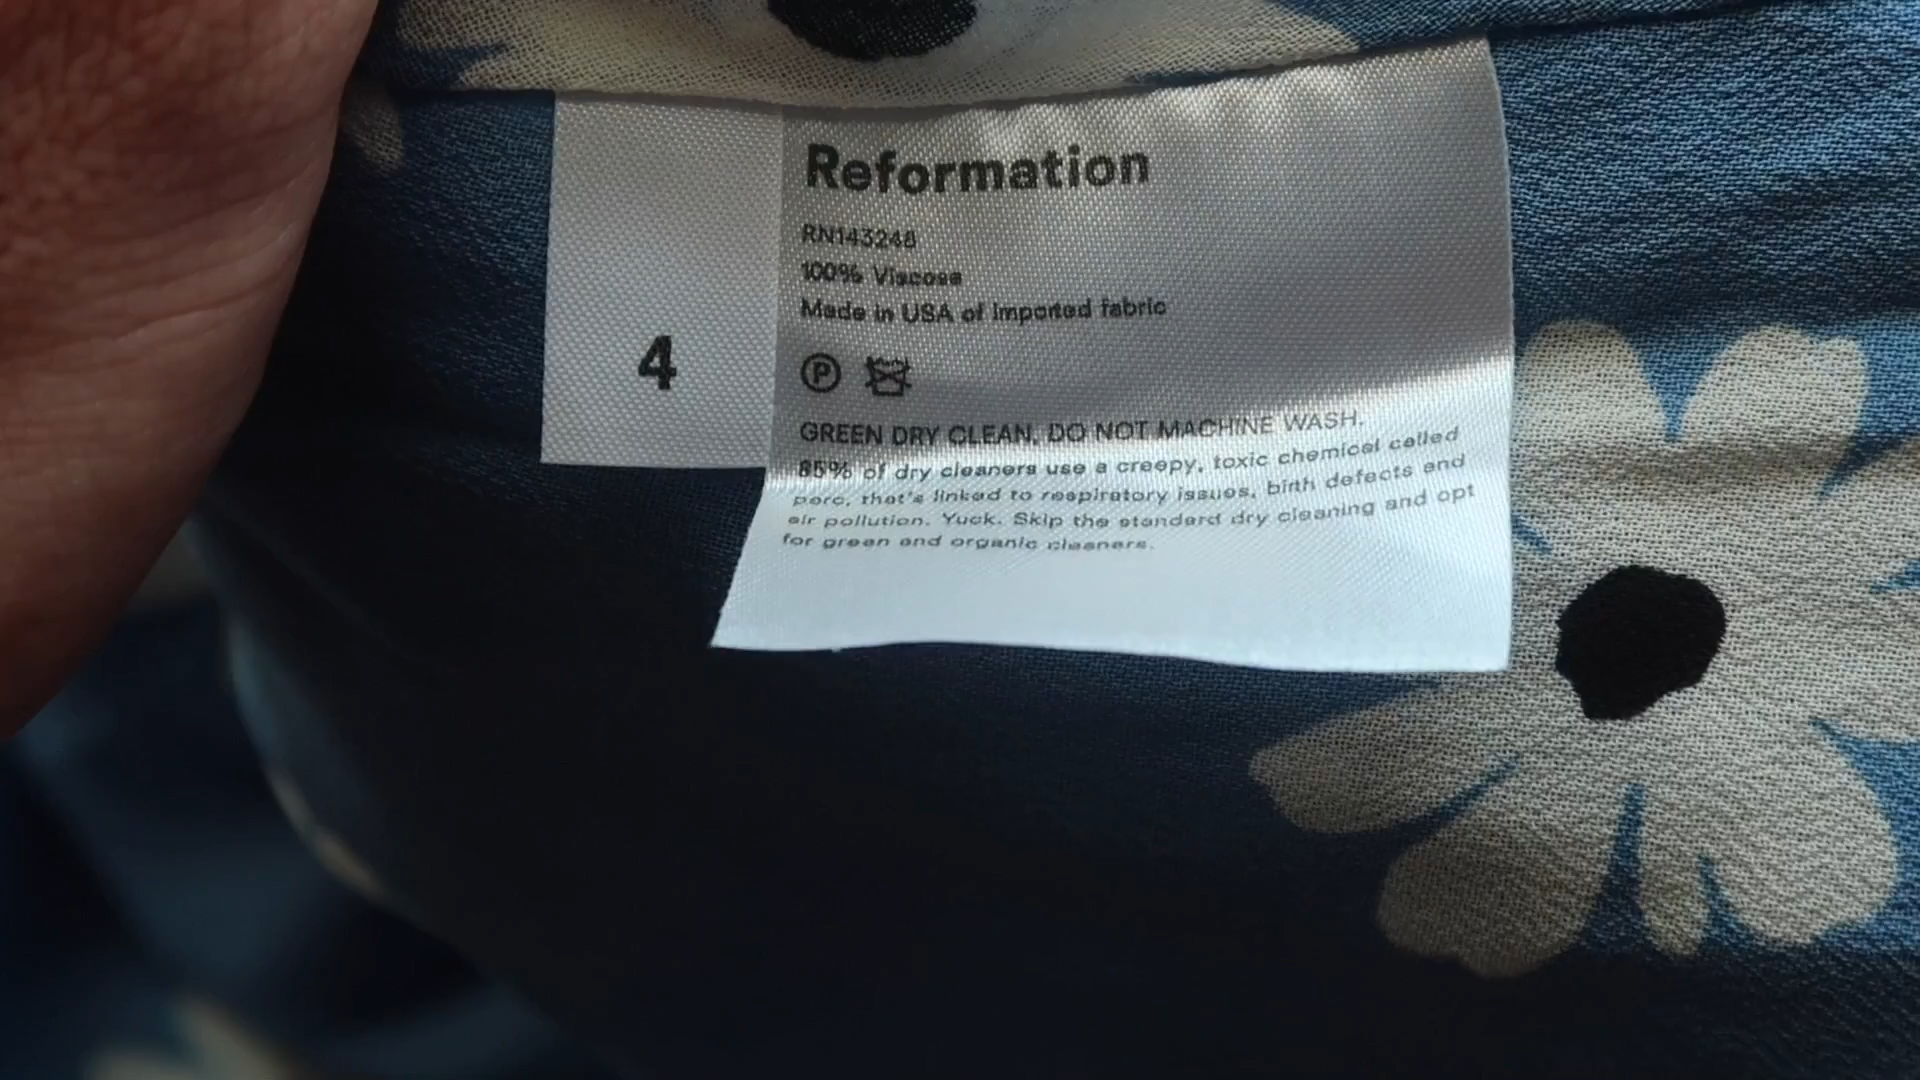 Reformation
RN143248
100% Viscose
Made in USA of imported fabric
4
P
GREEN DRY CLEAN. DO NOT MACHINE WASH.
85% of dry cleaners use a creepy, toxic chemical called
perc, that's linked to respiratory issues, birth defects and
air pollution. Yuck. Skip the standard dry cleaning and opt
for green and organic cleaners.